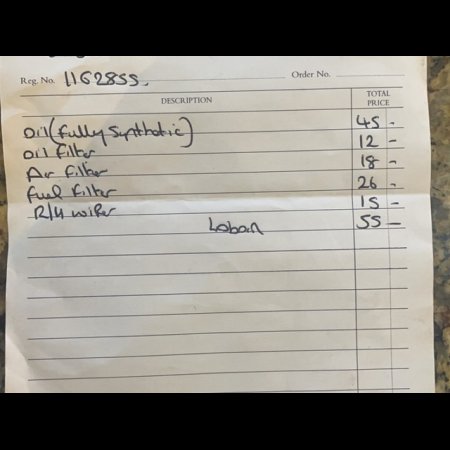 Reg. No. 11G2855. Order No.
DESCRIPTION TOTAL PRICE
Oil (Fully Synthetic) 45 -
Oil Filter 12 -
Air Filter 18 -
Fuel Filter 26 -
R/H Wiper 15 -
Labour 55 -